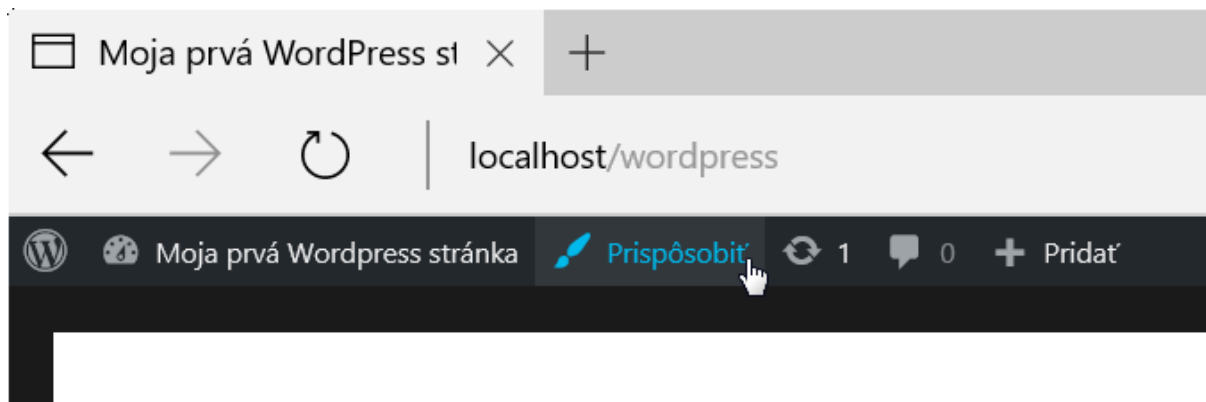 Moja prvá WordPress st
localhost/wordpress
Moja prvá Wordpress stránka Prispôsobiť 1 0 Pridať